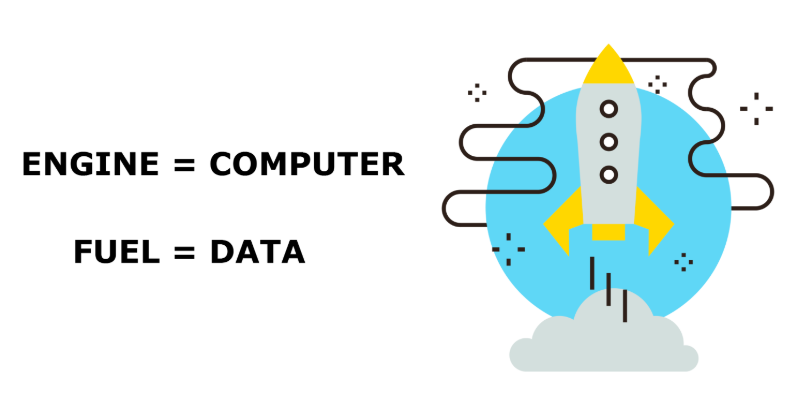 ENGINE = COMPUTER
FUEL = DATA